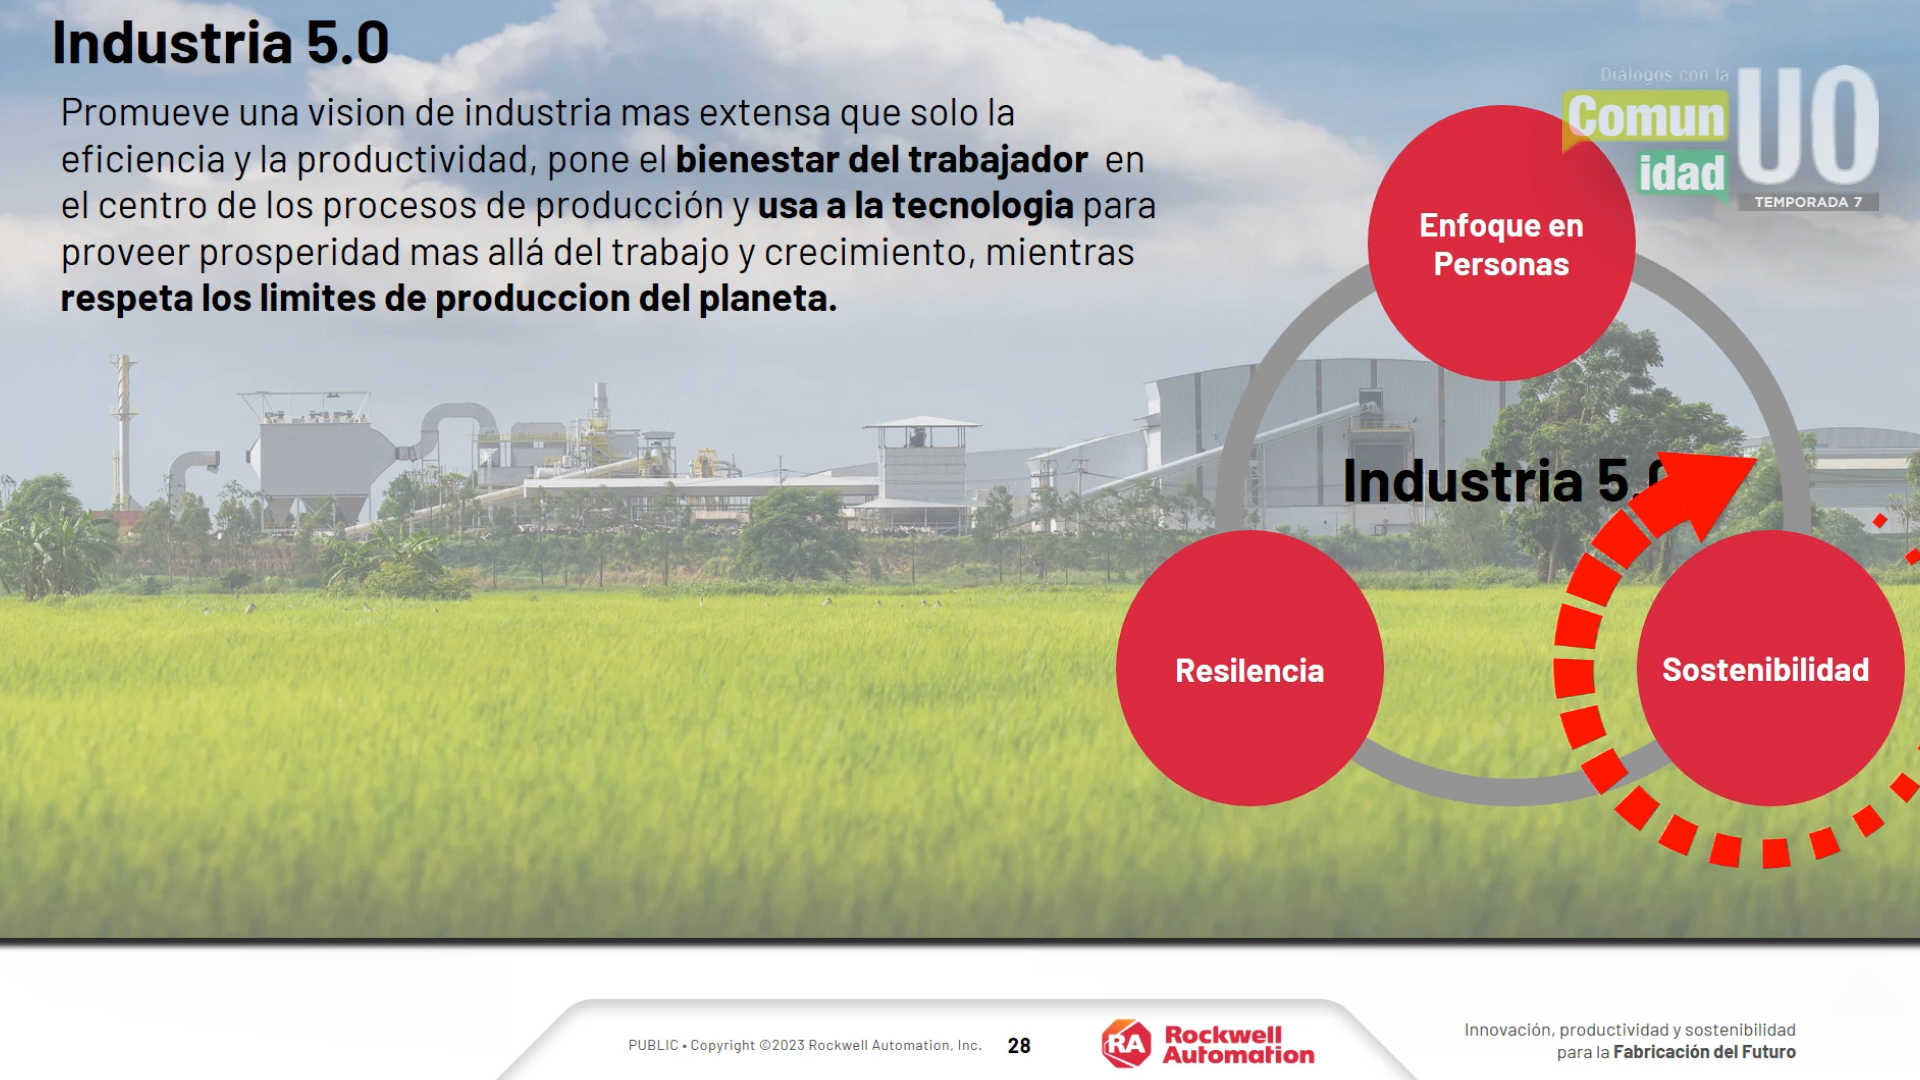 Industria 5.0
Promueve una vision de industria mas extensa que solo la
eficiencia y la productividad, pone el bienestar del trabajador en
el centro de los procesos de producción y usa a la tecnologia para
proveer prosperidad mas allá del trabajo y crecimiento, mientras
respeta los limites de produccion del planeta.
Diálogos con la
Comun
idad
UO
TEMPORADA 7
Enfoque en
Personas
Industria 5.0
Resilencia
Sostenibilidad
PUBLIC • Copyright ©2023 Rockwell Automation, Inc.
28
RA
Rockwell
Automation
Innovación, productividad y sostenibilidad
para la Fabricación del Futuro